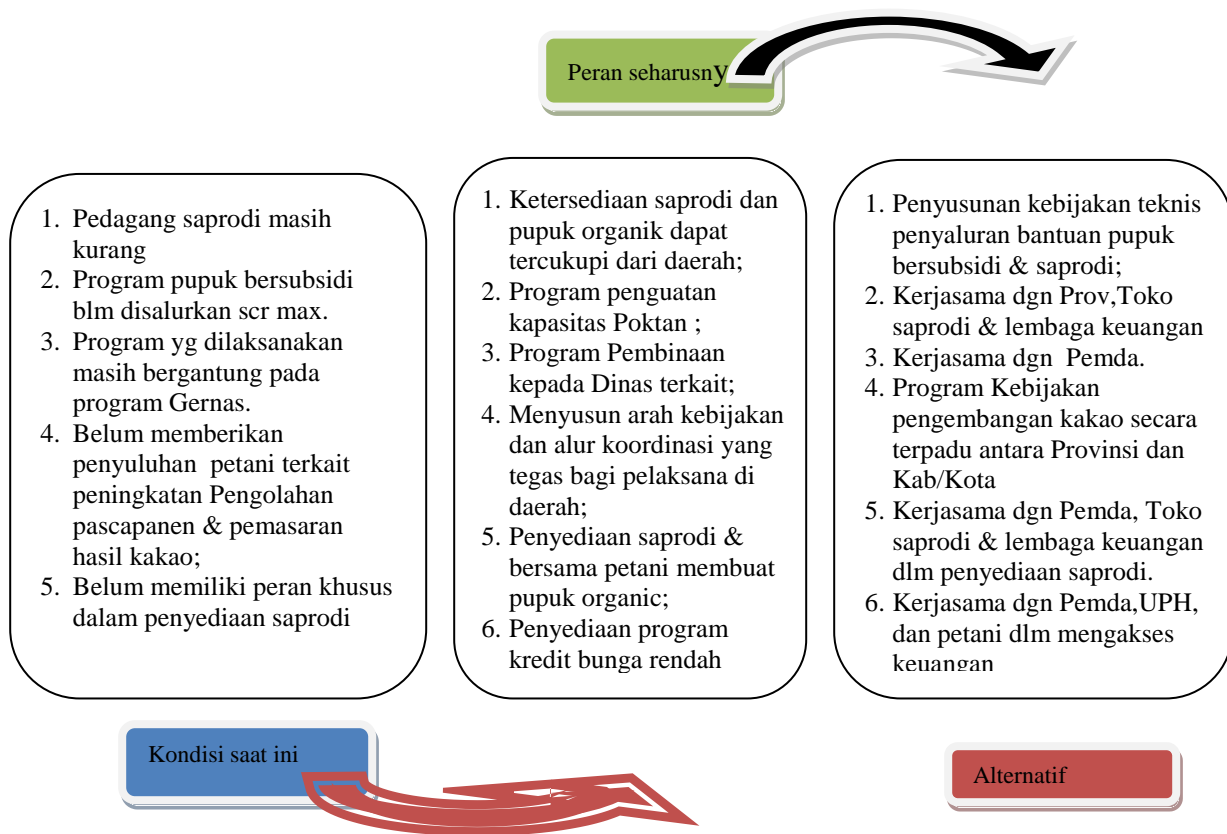 Peran seharusny
1. Pedagang saprodi masih
kurang
2. Program pupuk bersubsidi
blm disalurkan scr max.
3. Program yg dilaksanakan
masih bergantung pada
program Gernas.
4. Belum memberikan
penyuluhan petani terkait
peningkatan Pengolahan
pascapanen & pemasaran
hasil kakao;
5. Belum memiliki peran khusus
dalam penyediaan saprodi
1. Ketersediaan saprodi dan
pupuk organik dapat
tercukupi dari daerah;
2. Program penguatan
kapasitas Poktan ;
3. Program Pembinaan
kepada Dinas terkait;
4. Menyusun arah kebijakan
dan alur koordinasi yang
tegas bagi pelaksana di
daerah;
5. Penyediaan saprodi &
bersama petani membuat
pupuk organic;
6. Penyediaan program
kredit bunga rendah
1. Penyusunan kebijakan teknis
penyaluran bantuan pupuk
bersubsidi & saprodi;
2. Kerjasama dgn Prov,Toko
saprodi & lembaga keuangan
3. Kerjasama dgn Pemda.
4. Program Kebijakan
pengembangan kakao secara
terpadu antara Provinsi dan
Kab/Kota
5. Kerjasama dgn Pemda, Toko
saprodi & lembaga keuangan
dlm penyediaan saprodi.
6. Kerjasama dgn Pemda,UPH,
dan petani dlm mengakses
keuangan
Kondisi saat ini
Alternatif